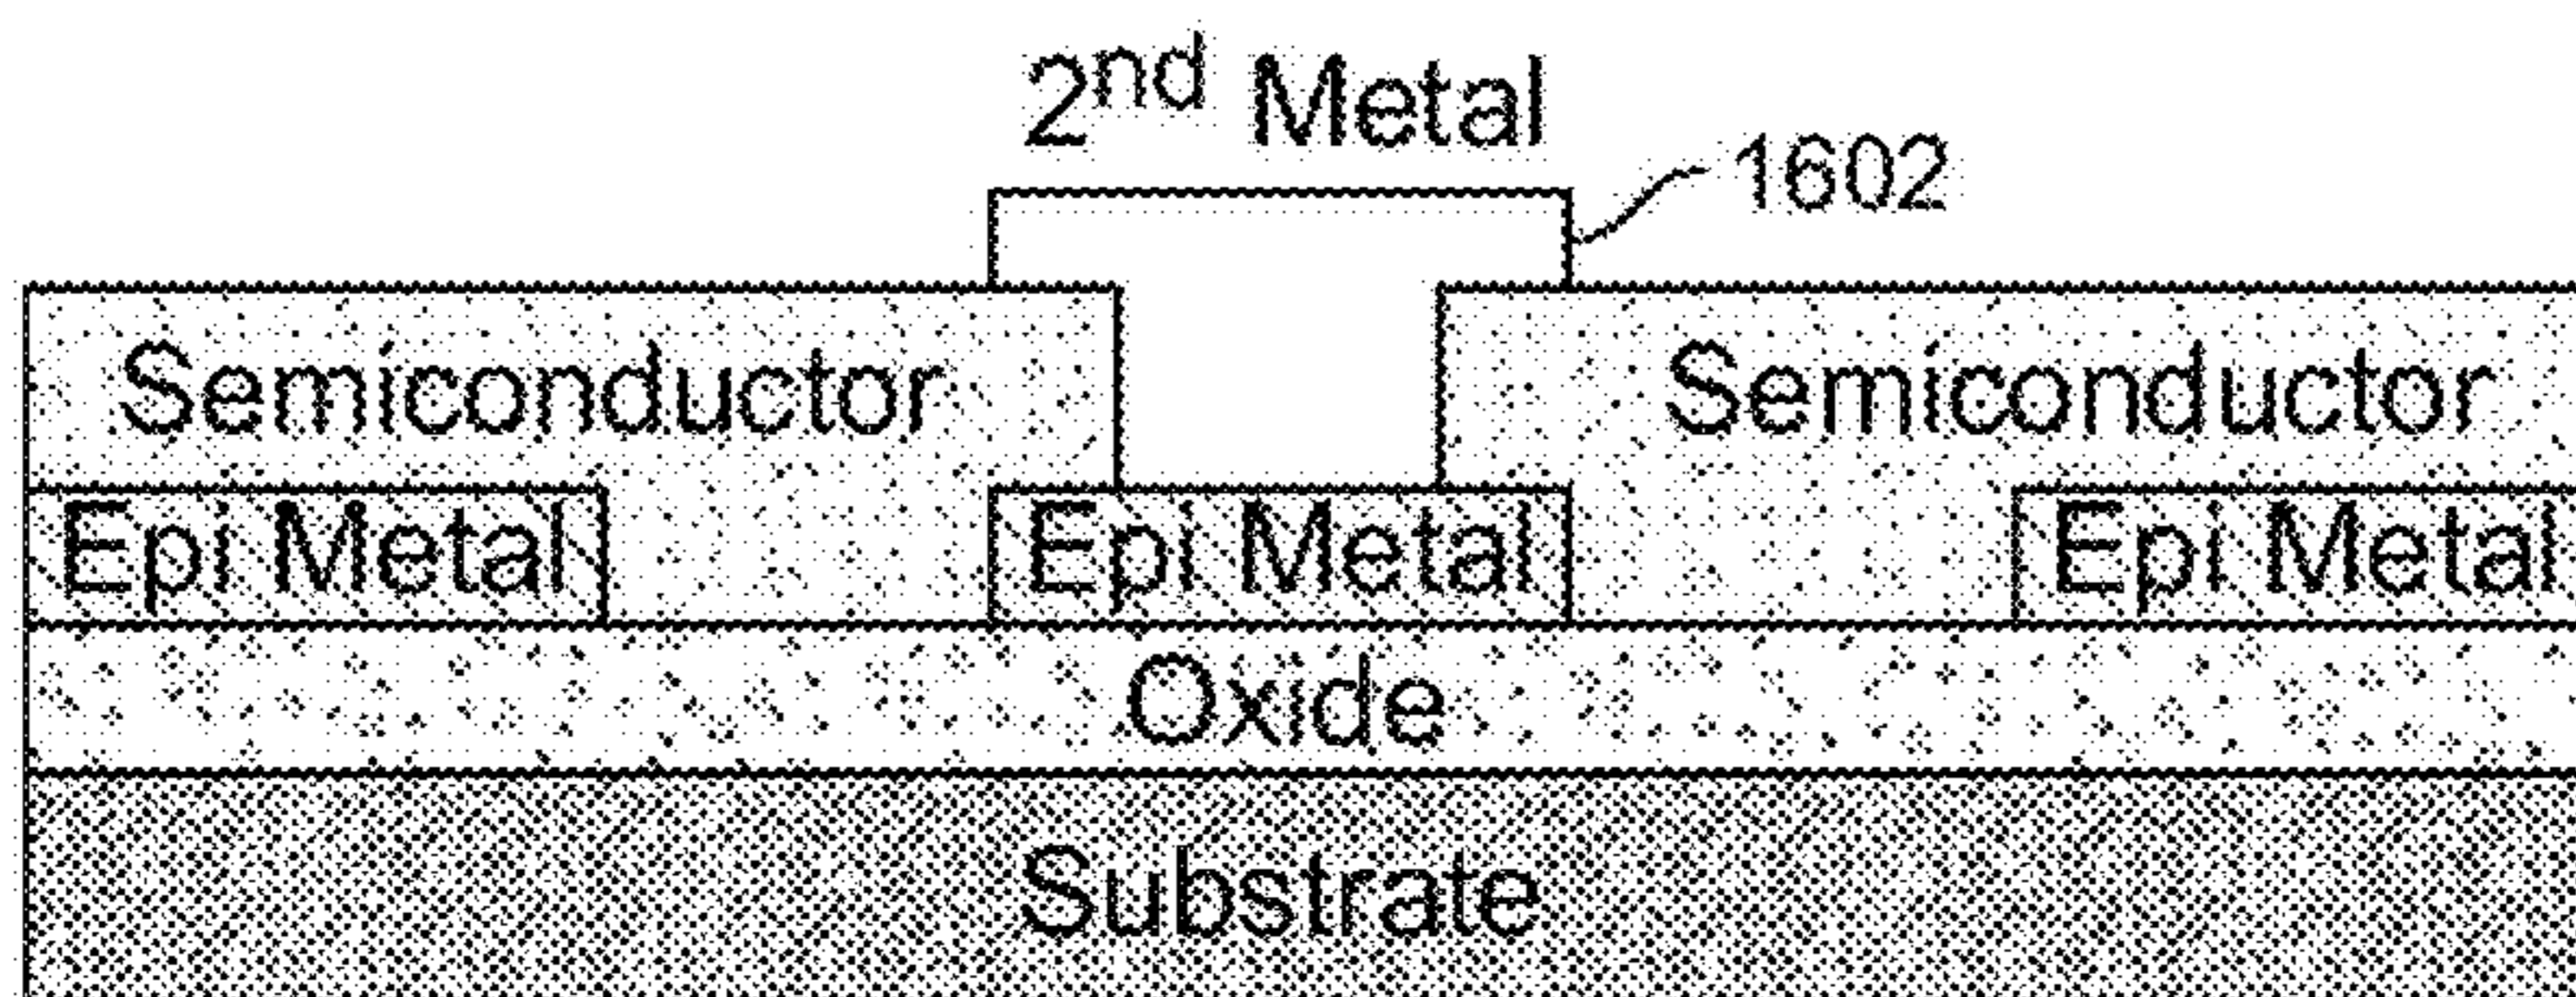 2nd Metal
1602
Semiconductor Semiconductor
Epi Metal Epi Metal Epi Metal
Oxide
Substrate